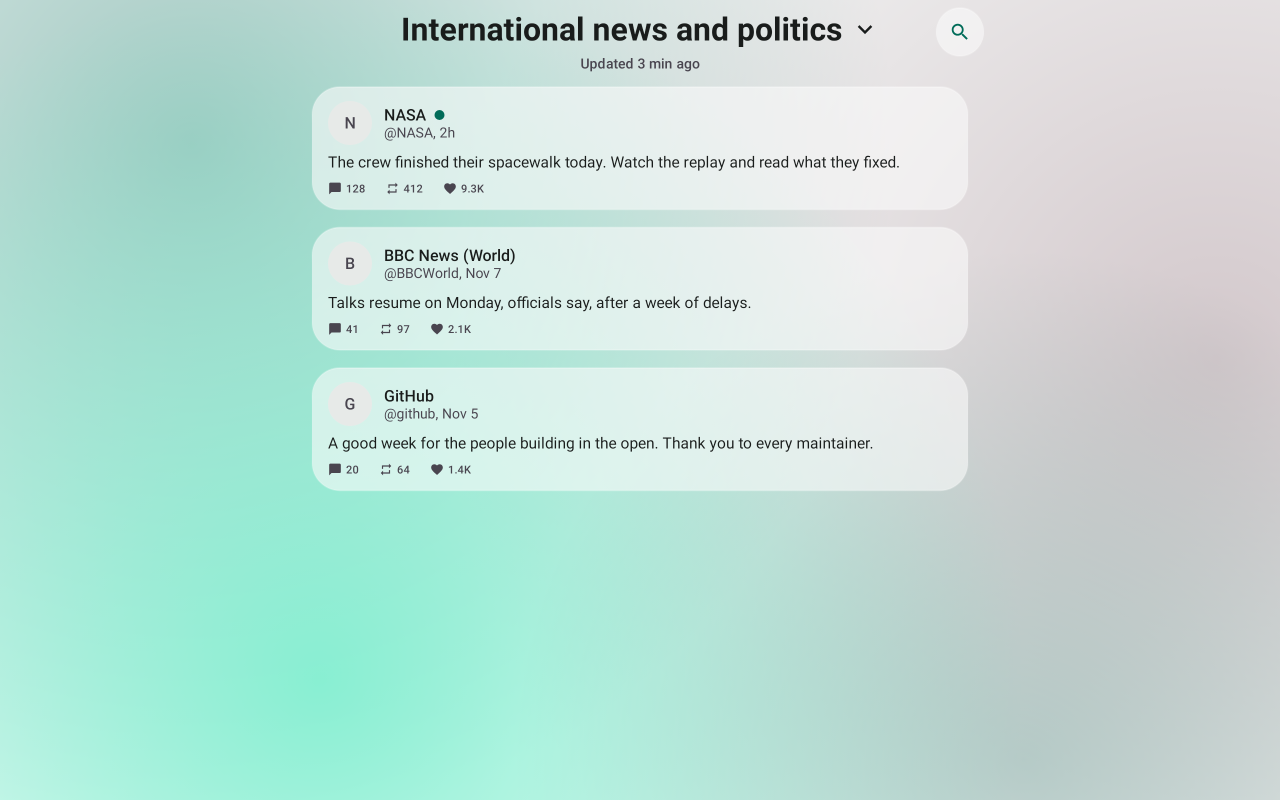 International news and politics
Updated 3 min ago
N
NASA
@NASA, 2h
The crew finished their spacewalk today. Watch the replay and read what they fixed.
128 412 9.3K
B
BBC News (World)
@BBCWorld, Nov 7
Talks resume on Monday, officials say, after a week of delays.
41 97 2.1K
G
GitHub
@github, Nov 5
A good week for the people building in the open. Thank you to every maintainer.
20 64 1.4K